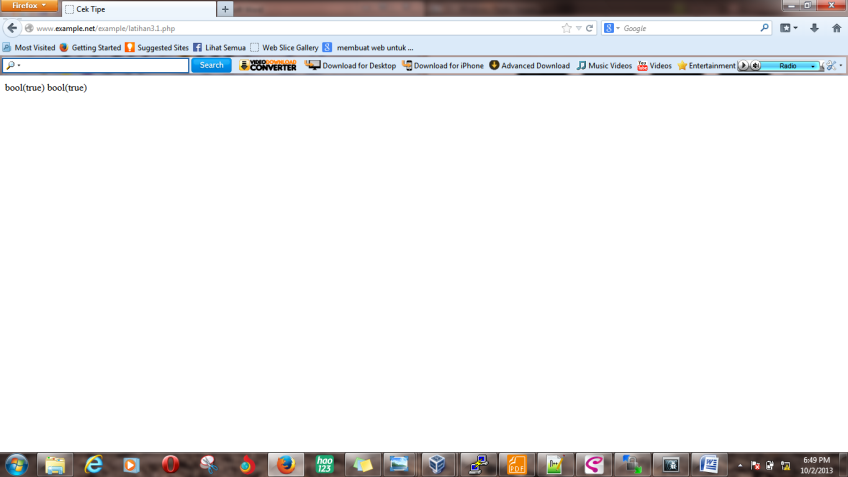 Firefox
Cek Tipe
www.example.net/example/latihan3.1.php
Google
Most Visited Getting Started Suggested Sites Lihat Semua Web Slice Gallery membuat web untuk ...
Search VIDEO DOWNLOAD CONVERTER Download for Desktop Download for iPhone Advanced Download Music Videos Videos Entertainment Radio
bool(true) bool(true)
hao
123
PDF
6:49 PM
10/2/2013